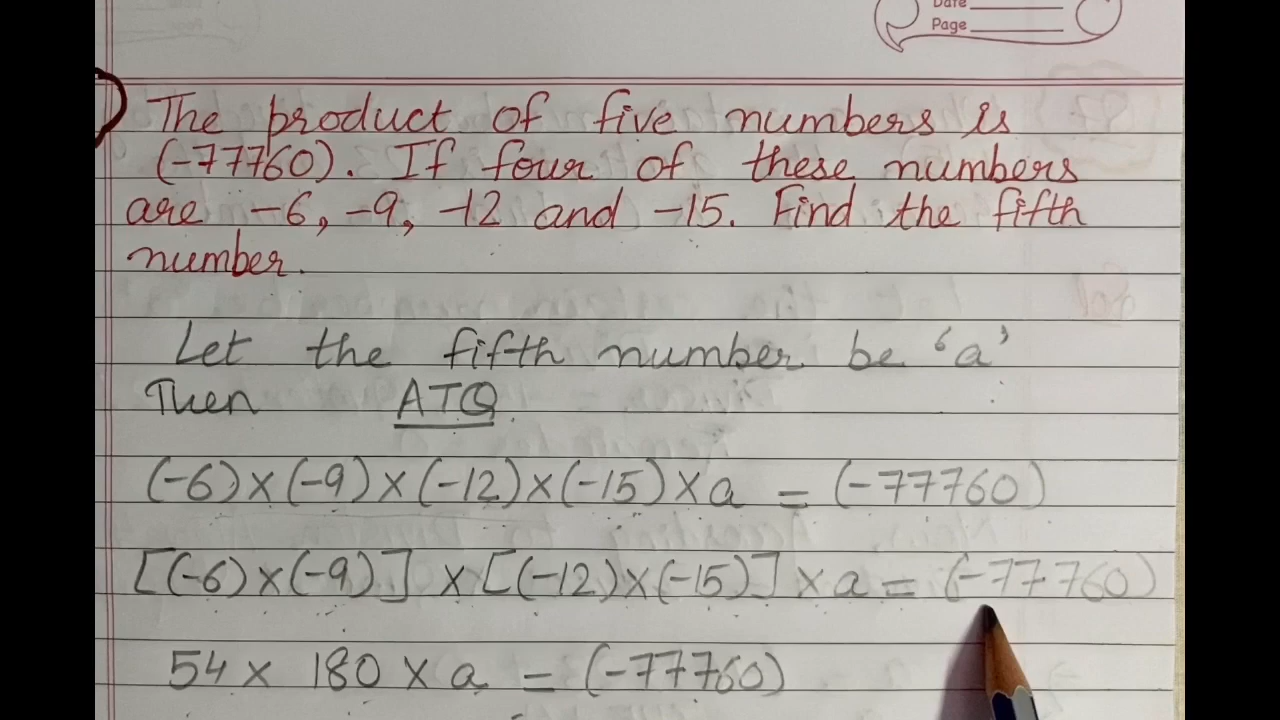 Date
Page
The product of five numbers is
(-77760). If four of these numbers
are -6, -9, -12 and -15. Find the fifth
number.
Let the fifth number be 'a'
Then ATQ
(-6)×(-9)×(-12)×(-15)×a = (-77760)
[(-6)×(-9)] × [(-12)×(-15)] × a = (-77760)
54 × 180 × a = (-77760)